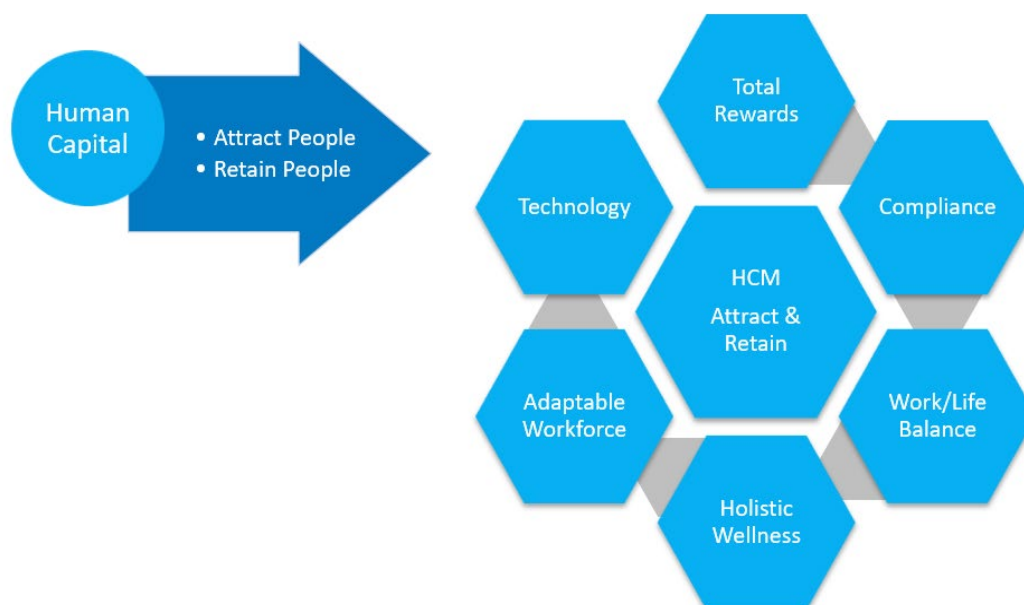 Human
Capital
• Attract People
• Retain People
Total
Rewards
Compliance
Work/Life
Balance
Holistic
Wellness
Adaptable
Workforce
Technology
HCM
Attract &
Retain